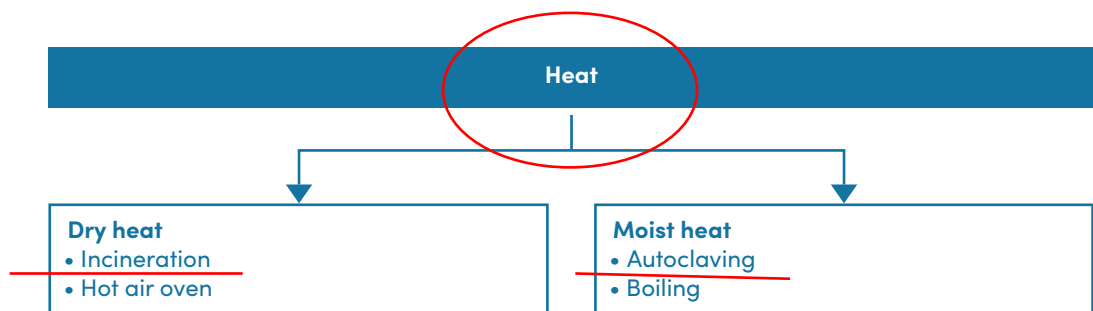 Heat
Dry heat
• Incineration
• Hot air oven
Moist heat
• Autoclaving
• Boiling